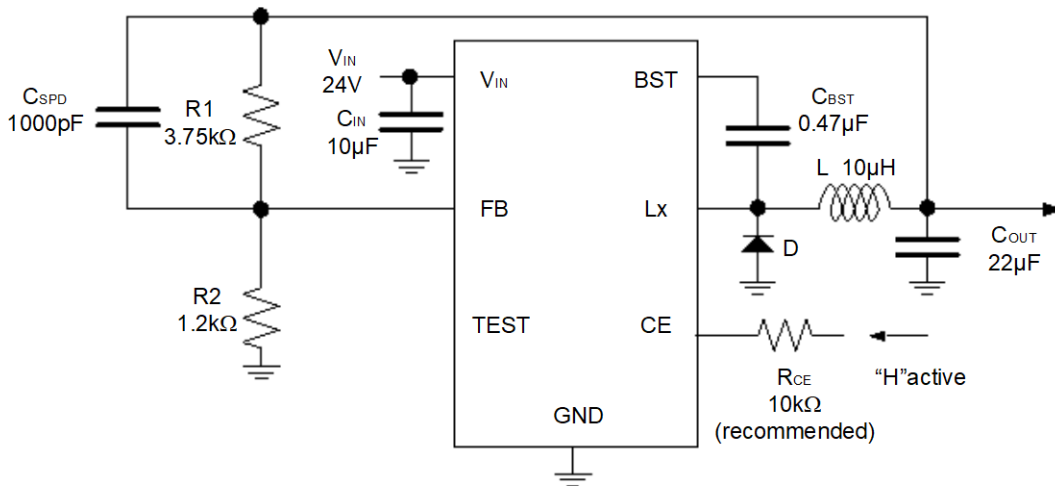 VIN
24V
VIN
BST
CSPD
1000pF
R1
3.75kΩ
CIN
10µF
CBST
0.47µF
L 10µH
FB
Lx
D
COUT
22µF
R2
1.2kΩ
TEST
CE
RCE
10kΩ
(recommended)
“H”active
GND